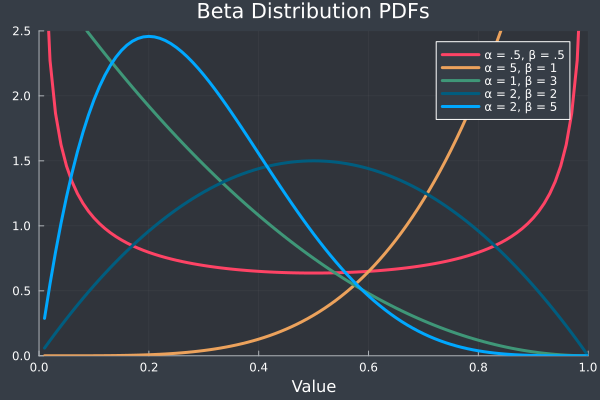 Beta Distribution PDFs
2.5
2.0
1.5
1.0
0.5
0.0
α = .5, β = .5
α = 5, β = 1
α = 1, β = 3
α = 2, β = 2
α = 2, β = 5
0.0 0.2 0.4 0.6 0.8 1.0
Value